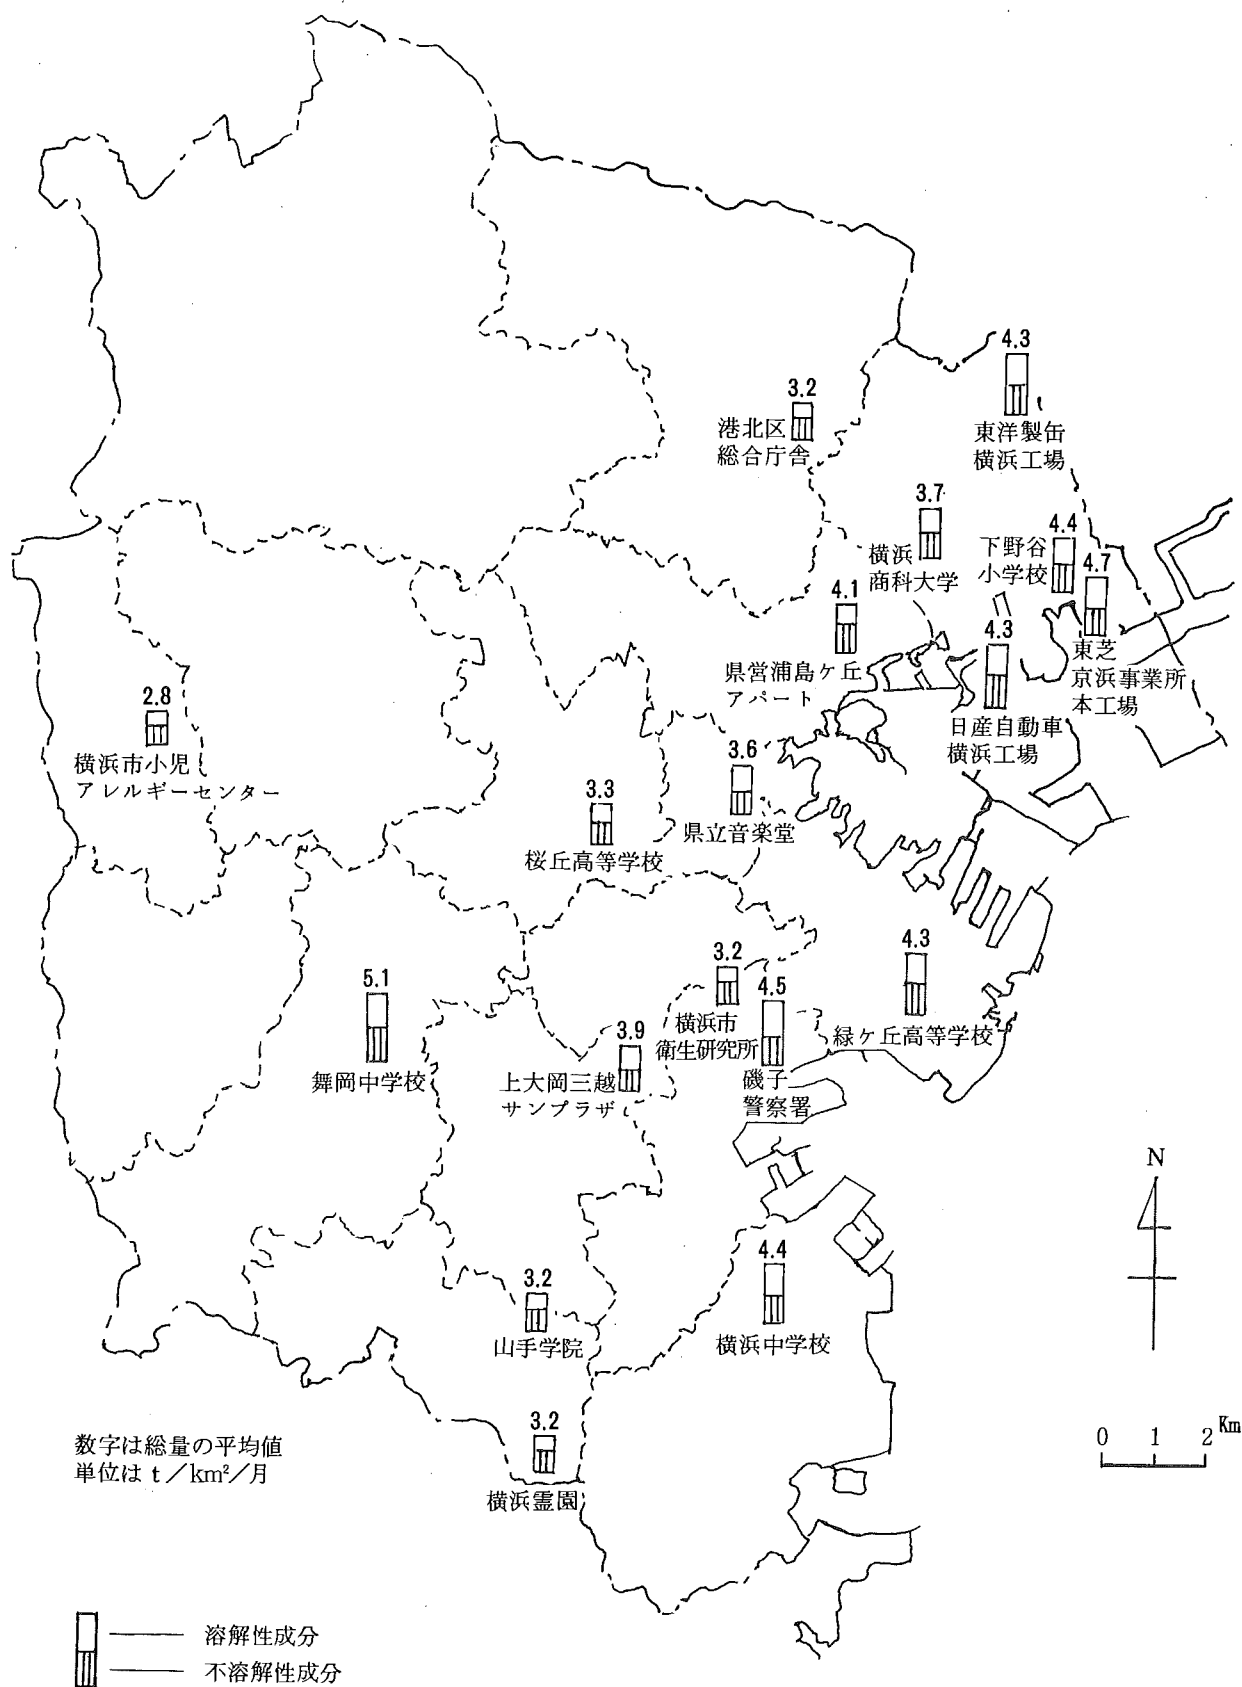 4.3
東洋製缶
横浜工場
3.2
港北区
総合庁舎
3.7
横浜
商科大学
4.4
下野谷
小学校
4.7
東芝
京浜事業所
本工場
4.1
県営浦島ケ丘
アパート
4.3
日産自動車
横浜工場
2.8
横浜市小児
アレルギーセンター
3.6
県立音楽堂
3.3
桜丘高等学校
5.1
舞岡中学校
3.2
横浜市
衛生研究所
4.5
磯子
警察署
4.3
緑ケ丘高等学校
3.9
上大岡三越
サンプラザ
N
3.2
山手学院
4.4
横浜中学校
3.2
横浜霊園
数字は総量の平均値
単位は t/km²/月
0 1 2 Km
溶解性成分
不溶解性成分